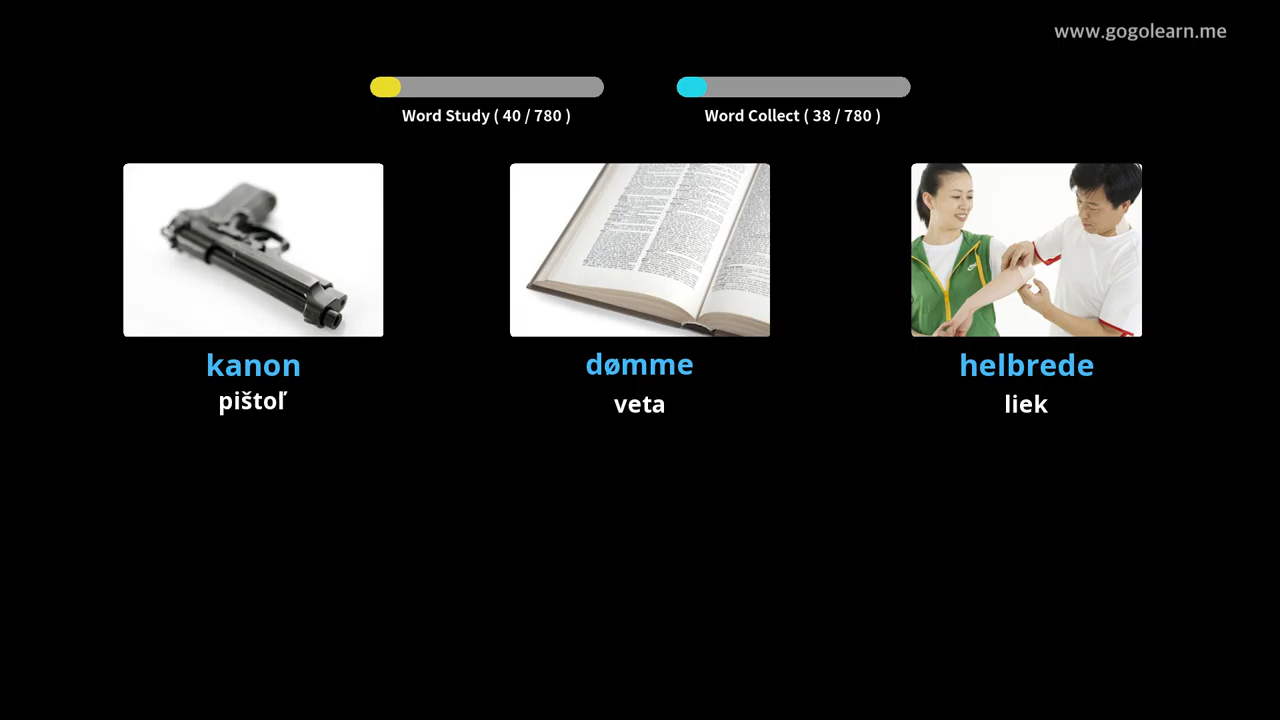 www.gogolearn.me
Word Study ( 40 / 780 )
Word Collect ( 38 / 780 )
kanon
pištoľ
dømme
veta
helbrede
liek